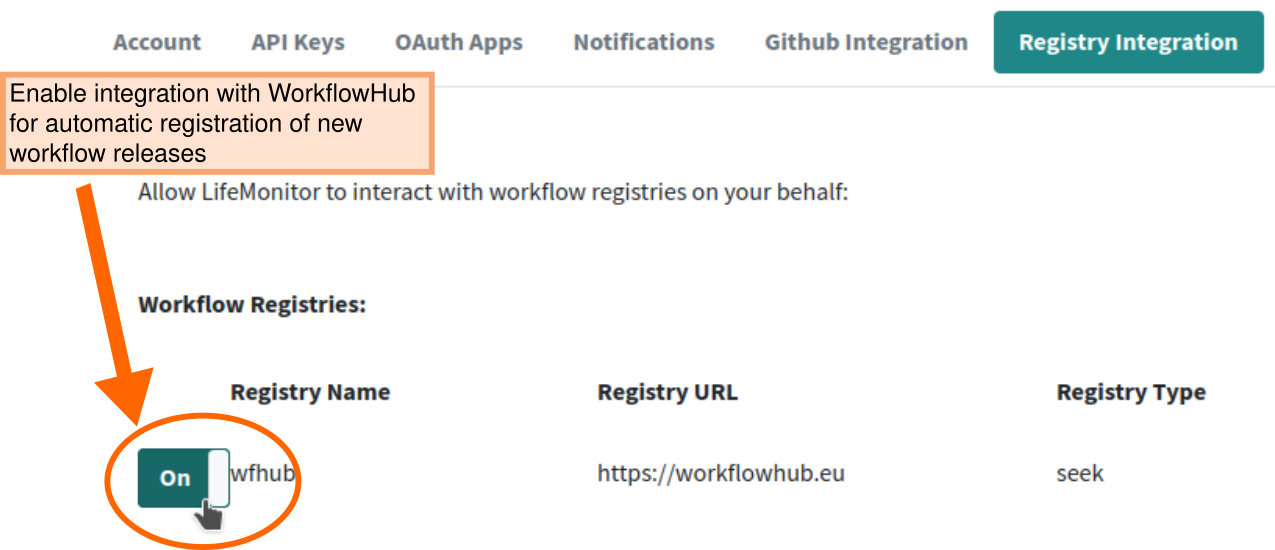 Account API Keys OAuth Apps Notifications Github Integration Registry Integration
Enable integration with WorkflowHub
for automatic registration of new
workflow releases
Allow LifeMonitor to interact with workflow registries on your behalf:
Workflow Registries:
Registry Name Registry URL Registry Type
On wfhub https://workflowhub.eu seek